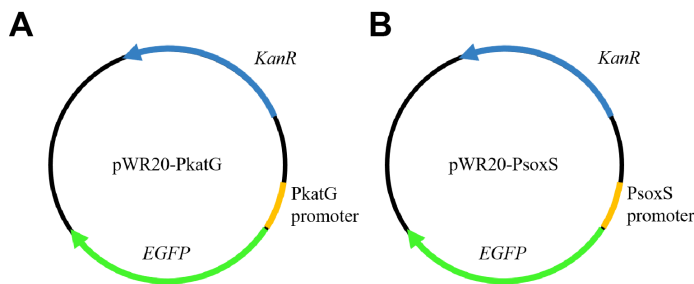 A
KanR
pWR20-PkatG
PkatG
promoter
EGFP
B
KanR
pWR20-PsoxS
PsoxS
promoter
EGFP